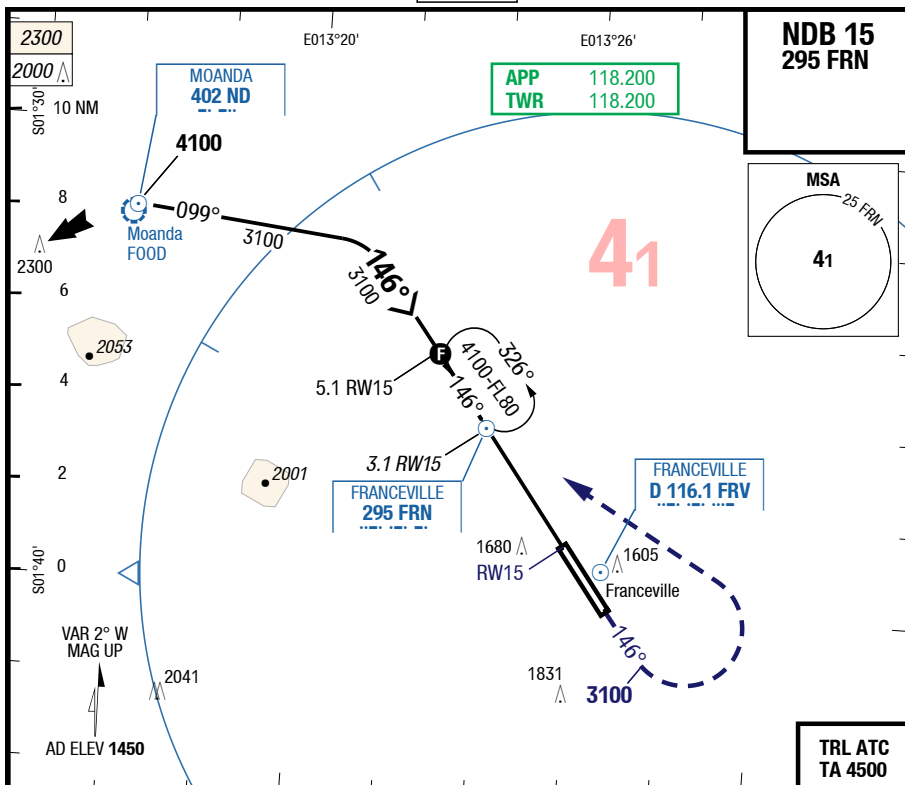 2300
2000
E013°20'
E013°26'
NDB 15
295 FRN
MOANDA
402 ND
APP 118.200
TWR 118.200
S01°30'
10 NM
4100
MSA
25 FRN
41
8
099°
3100
Moanda
FOOD
2300
41
146°
3100
6
2053
F
326°
4100-FL80
146°
5.1 RW15
4
3.1 RW15
2001
2
FRANCEVILLE
295 FRN
FRANCEVILLE
D 116.1 FRV
1680
RW15
1605
Franceville
S01°40'
0
VAR 2° W
MAG UP
2041
146°
1831
3100
AD ELEV 1450
TRL ATC
TA 4500